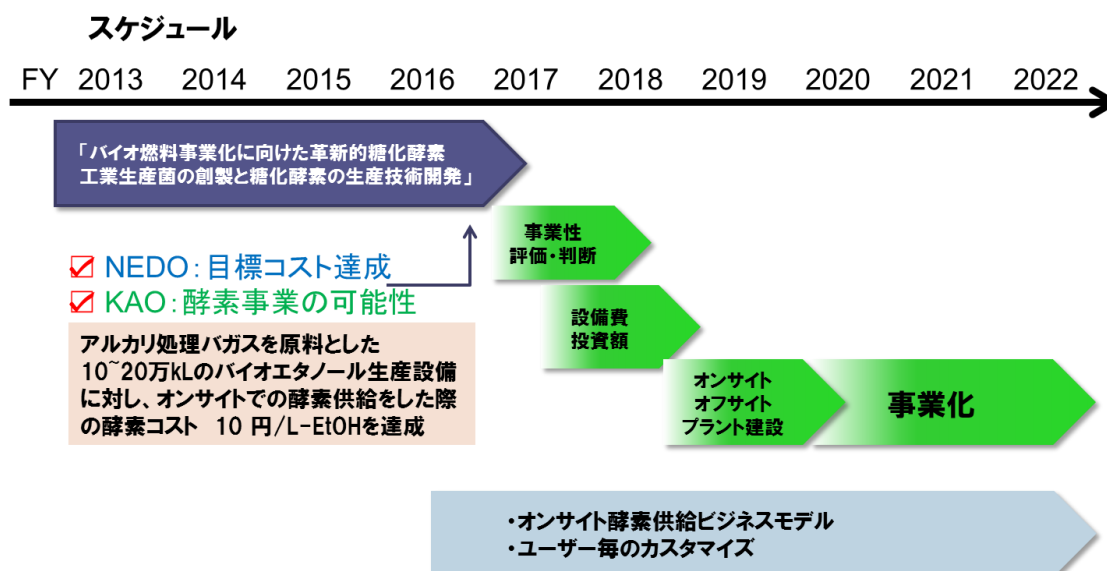 スケジュール
FY 2013 2014 2015 2016 2017 2018 2019 2020 2021 2022
「バイオ燃料事業化に向けた革新的糖化酵素
工業生産菌の創製と糖化酵素の生産技術開発」
事業性
評価・判断
NEDO:目標コスト達成
KAO:酵素事業の可能性
設備費
投資額
アルカリ処理バガスを原料とした
10~20万kLのバイオエタノール生産設備
に対し、オンサイトでの酵素供給をした際
の酵素コスト 10 円/L-EtOHを達成
オンサイト
オフサイト
プラント建設
事業化
・オンサイト酵素供給ビジネスモデル
・ユーザー毎のカスタマイズ